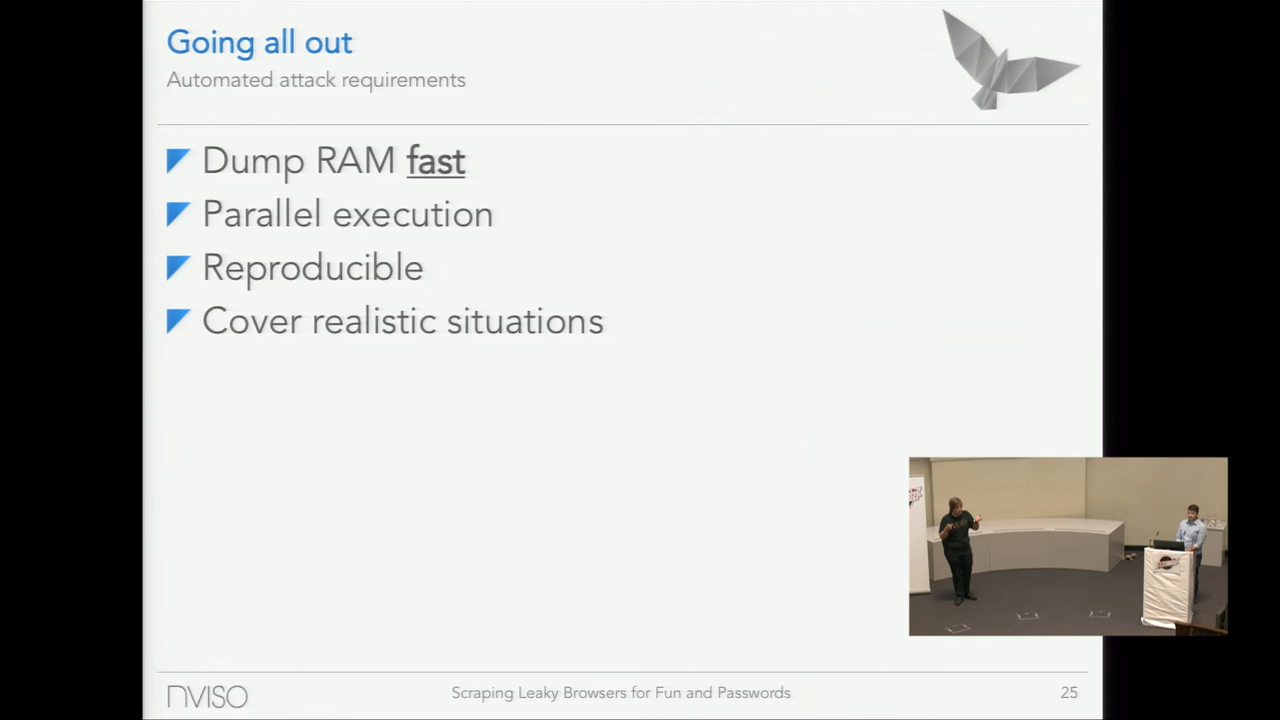 Going all out
Automated attack requirements
Dump RAM fast
Parallel execution
Reproducible
Cover realistic situations
NVISO
Scraping Leaky Browsers for Fun and Passwords
25